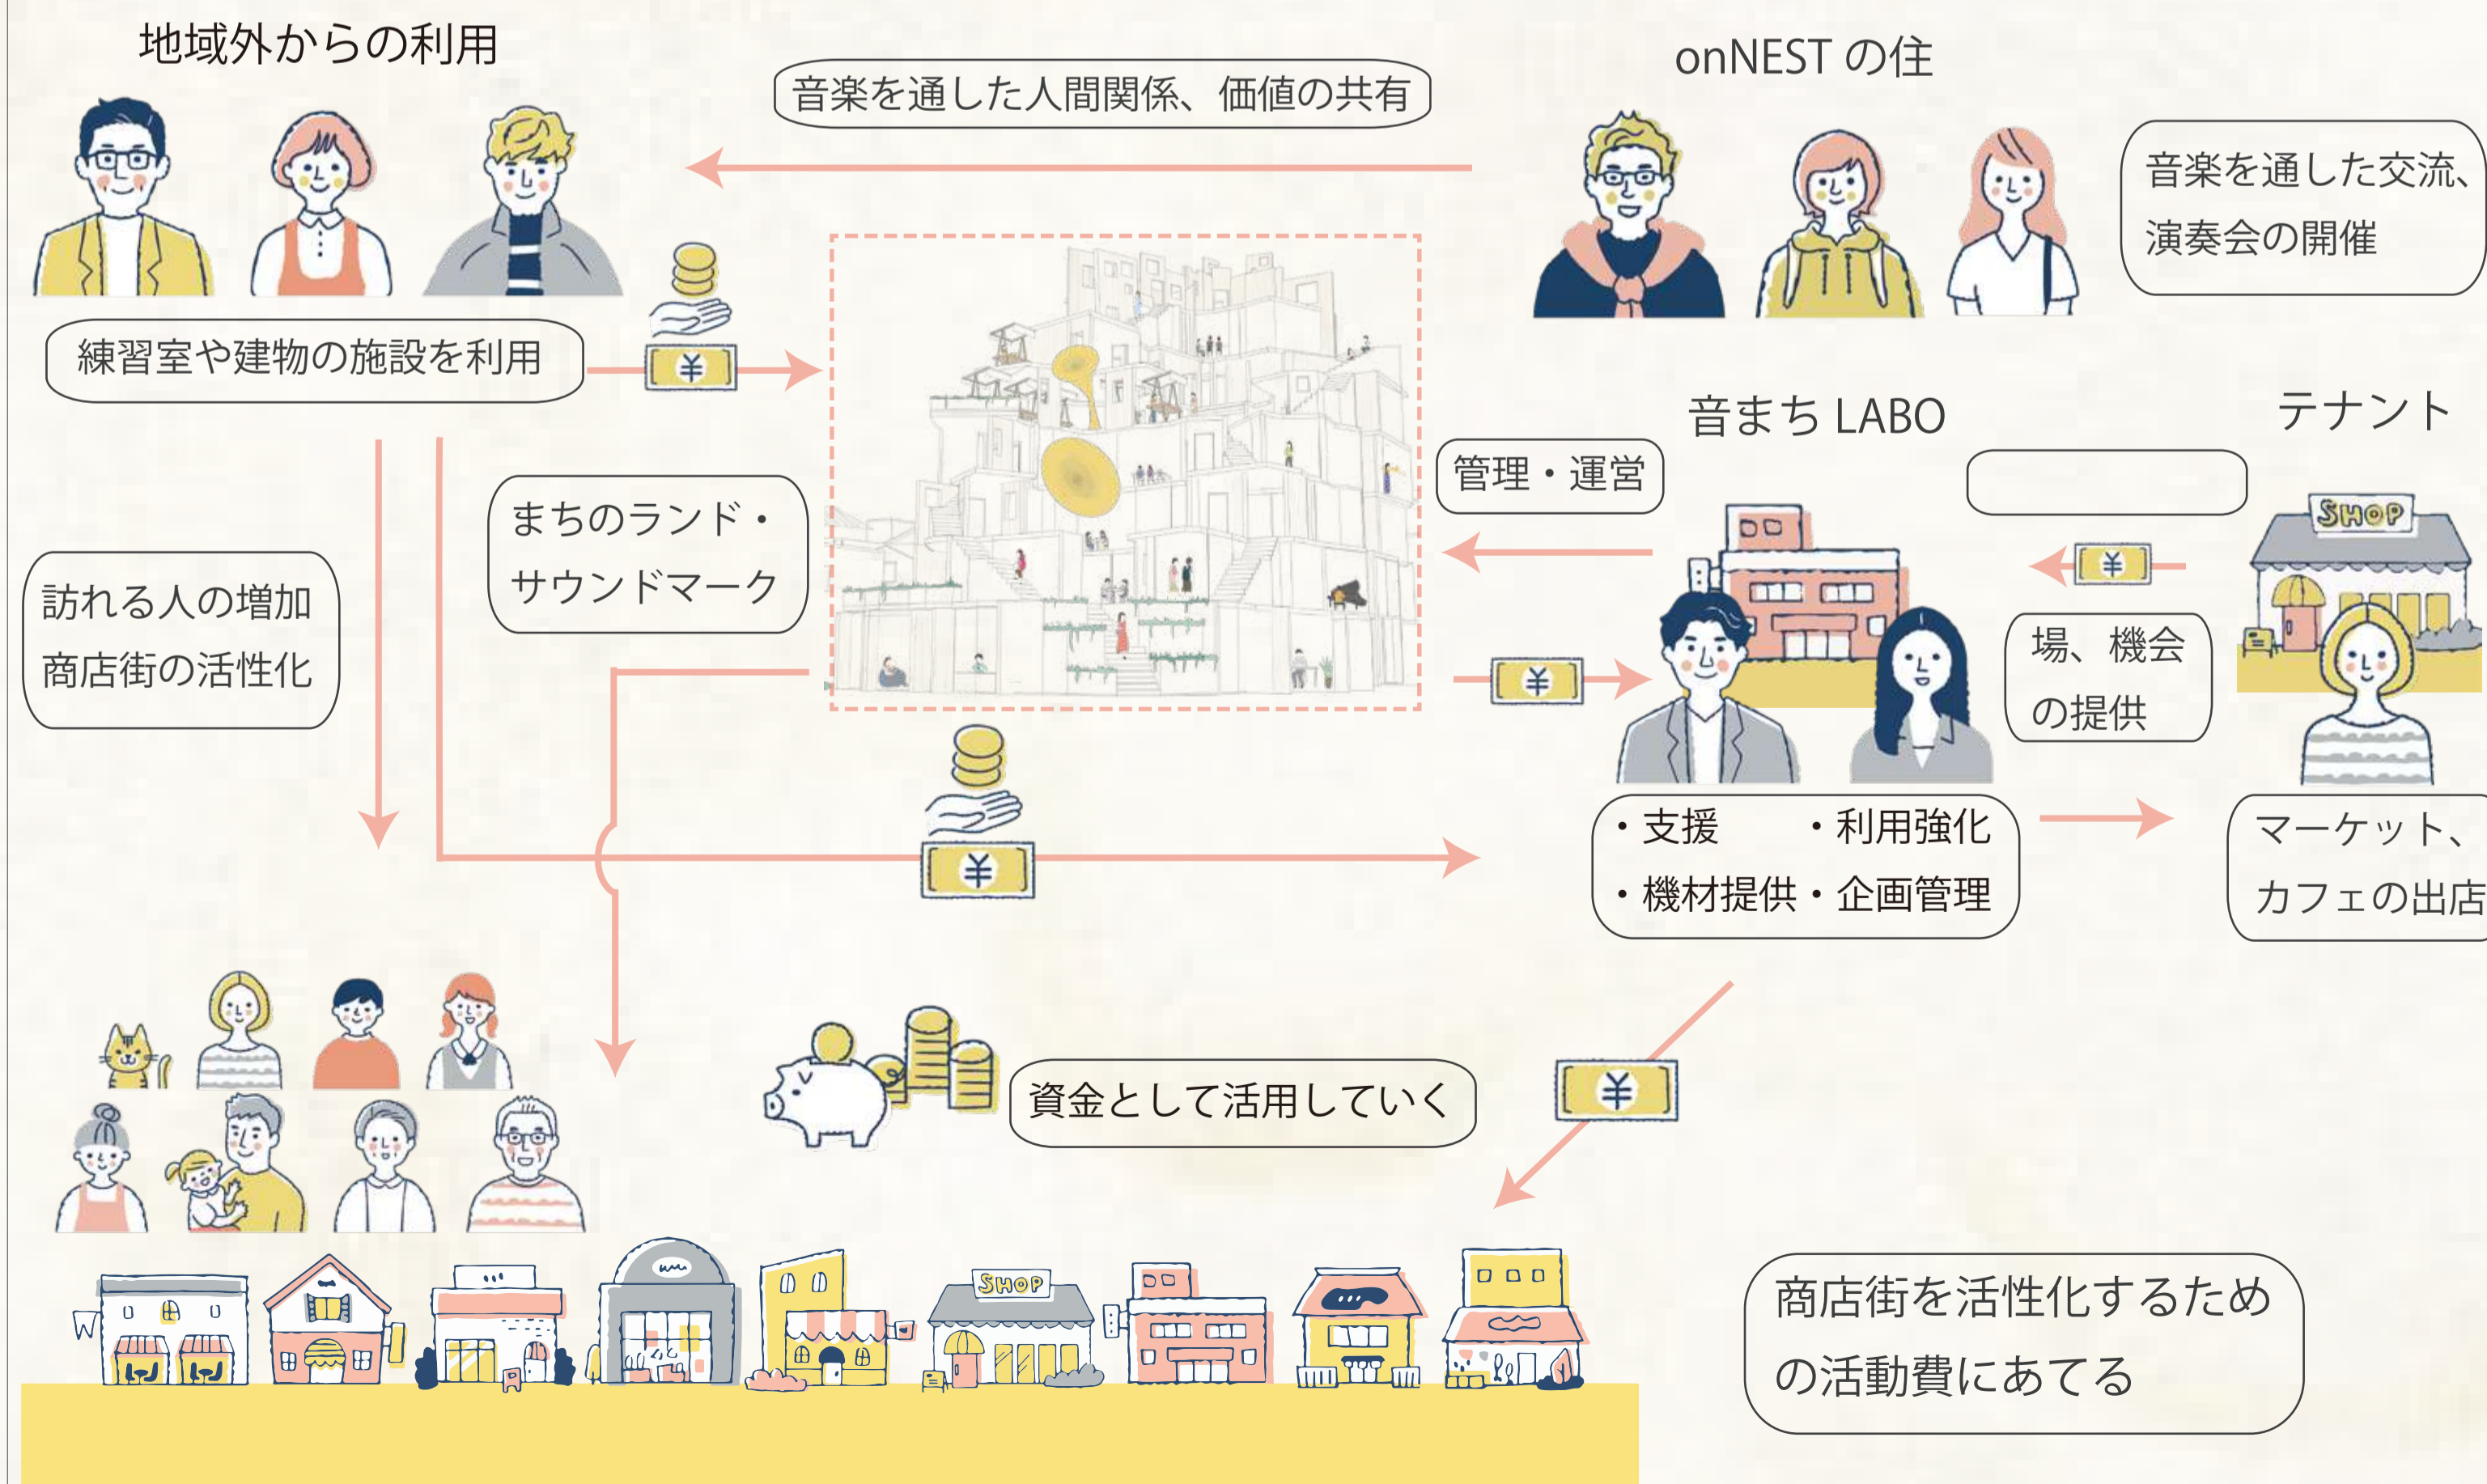 地域外からの利用
音楽を通した人間関係、価値の共有
onNEST の住
音楽を通した交流、
演奏会の開催
練習室や建物の施設を利用
¥
まちのランド・
サウンドマーク
訪れる人の増加
商店街の活性化
管理・運営
¥
音まち LABO
テナント
SHOP
¥
場、機会
の提供
・支援 ・利用強化
・機材提供・企画管理
マーケット、
カフェの出店
¥
資金として活用していく
¥
SHOP
商店街を活性化するため
の活動費にあてる